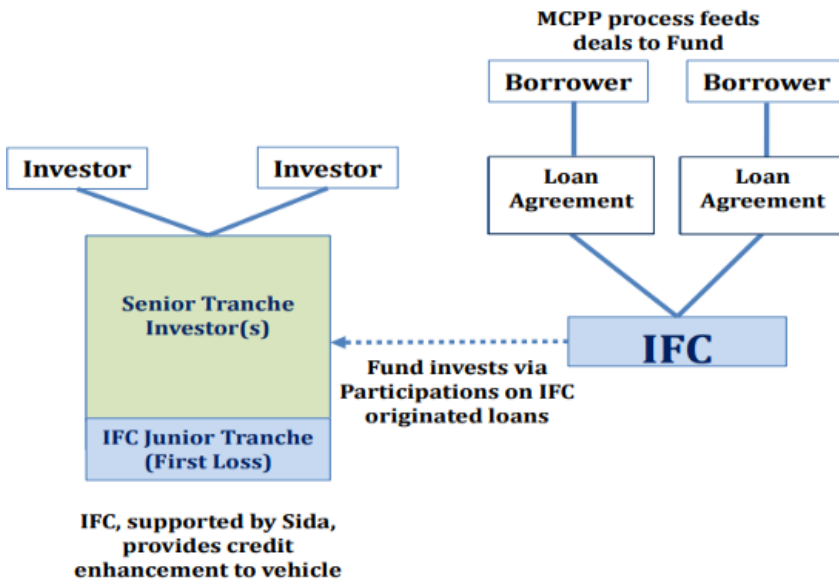 MCPP process feeds
deals to Fund
Borrower
Borrower
Investor
Investor
Loan
Agreement
Loan
Agreement
Senior Tranche
Investor(s)
IFC
Fund invests via
Participations on IFC
originated loans
IFC Junior Tranche
(First Loss)
IFC, supported by Sida,
provides credit
enhancement to vehicle